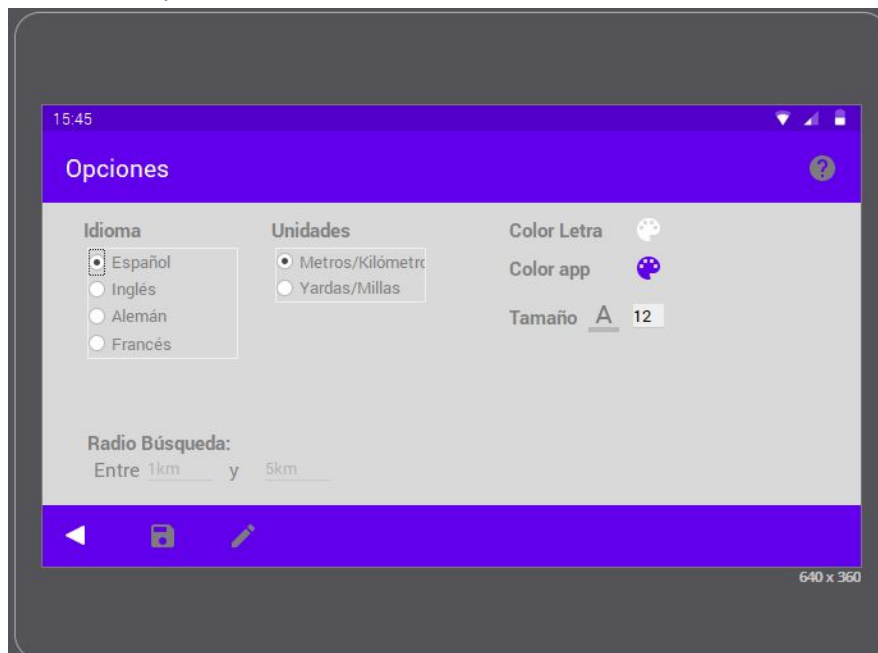 15:45
Opciones
Idioma
Español
Inglés
Alemán
Francés
Unidades
Metros/Kilómetro
Yardas/Millas
Color Letra
Color app
Tamaño A 12
Radio Búsqueda:
Entre 1km y 5km
640 x 360